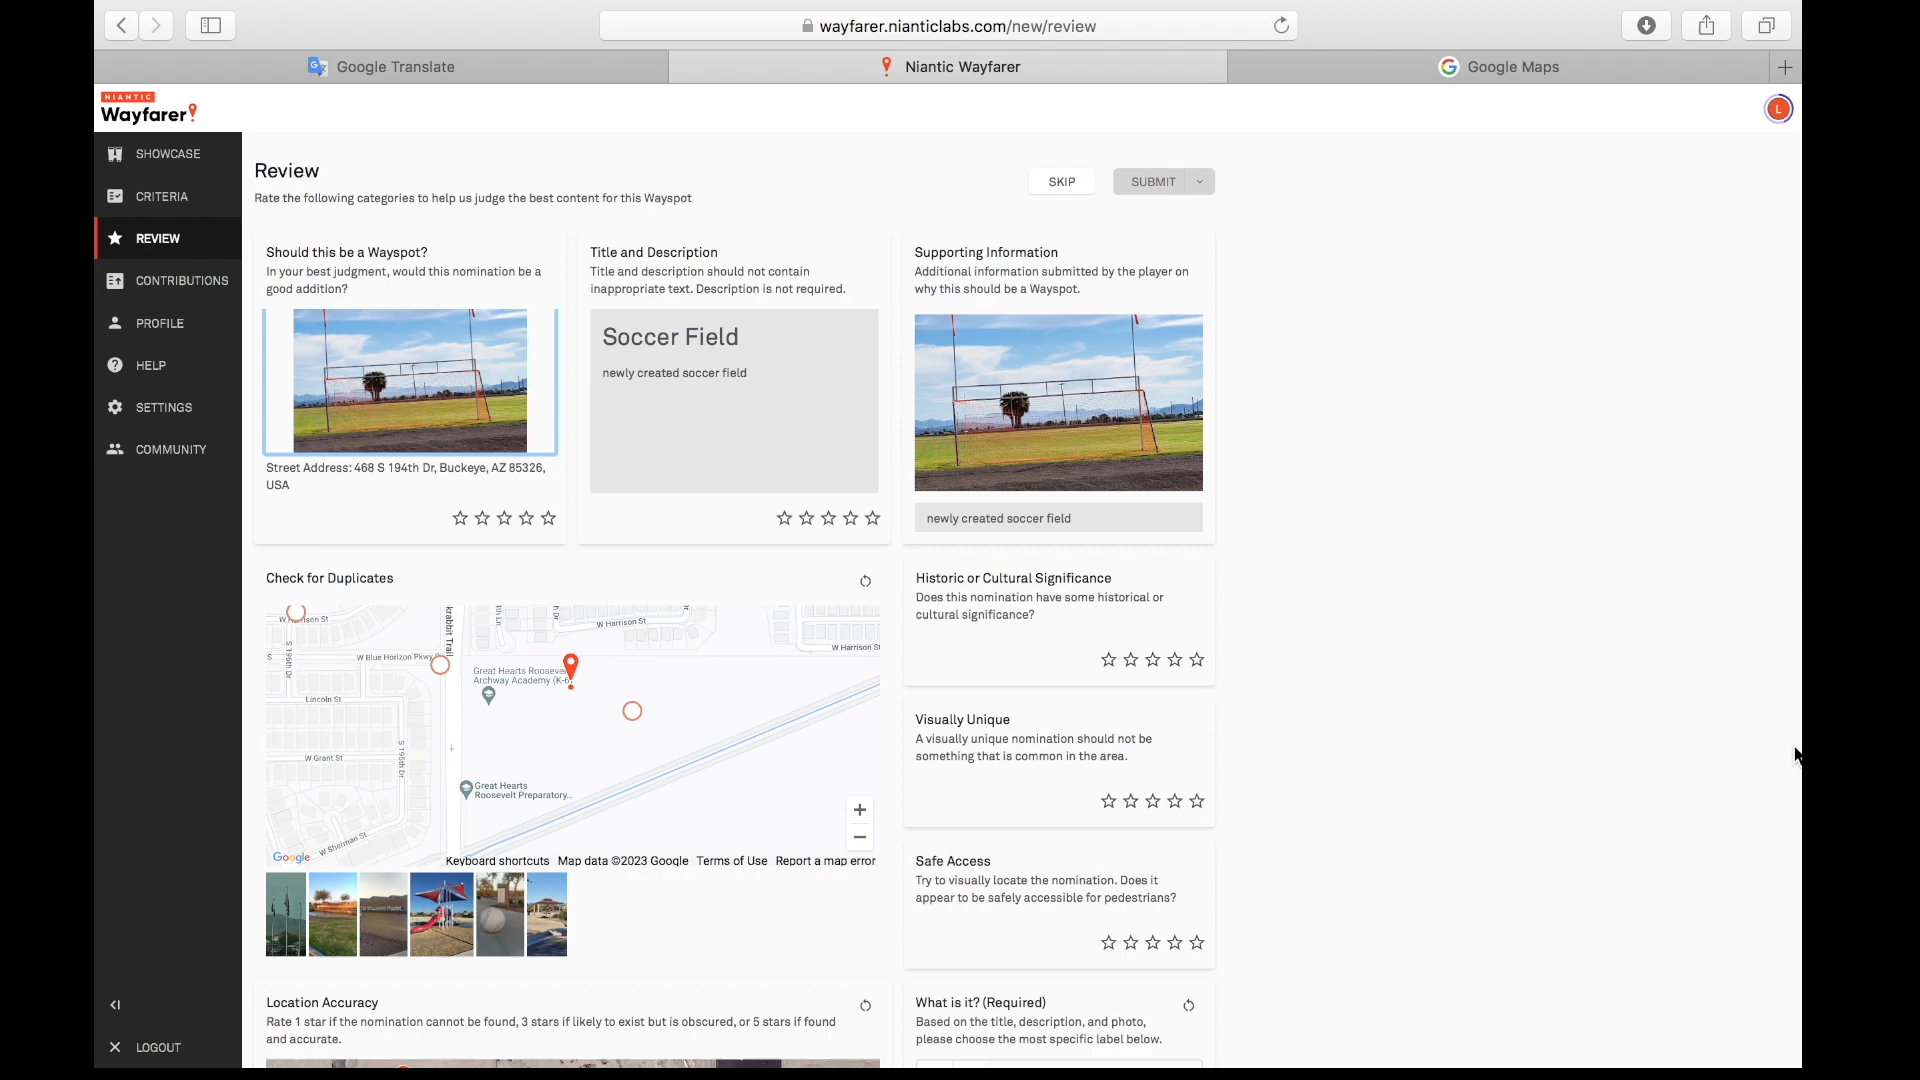 wayfarer.nianticlabs.com/new/review
Google Translate
Niantic Wayfarer
Google Maps
NIANTIC
Wayfarer
L
SHOWCASE
CRITERIA
REVIEW
CONTRIBUTIONS
PROFILE
HELP
SETTINGS
COMMUNITY
LOGOUT
Review
Rate the following categories to help us judge the best content for this Wayspot
SKIP
SUBMIT
Should this be a Wayspot?
In your best judgment, would this nomination be a
good addition?
Street Address: 468 S 194th Dr, Buckeye, AZ 85326,
USA
Title and Description
Title and description should not contain
inappropriate text. Description is not required.
Soccer Field
newly created soccer field
Supporting Information
Additional information submitted by the player on
why this should be a Wayspot.
newly created soccer field
Check for Duplicates
W Harrison St
W Harrison St
W Blue Horizon Pkwy
S 196th Dr
Lincoln St
W Grant St
S 195th Dr
W Sherman St
Great Hearts
Archway Academy (K-6)
Great Hearts
Roosevelt Preparatory...
Google
Keyboard shortcuts
Map data ©2023 Google
Terms of Use
Report a map error
Historic or Cultural Significance
Does this nomination have some historical or
cultural significance?
Visually Unique
A visually unique nomination should not be
something that is common in the area.
Safe Access
Try to visually locate the nomination. Does it
appear to be safely accessible for pedestrians?
Location Accuracy
Rate 1 star if the nomination cannot be found, 3 stars if likely to exist but is obscured, or 5 stars if found
and accurate.
What is it? (Required)
Based on the title, description, and photo,
please choose the most specific label below.